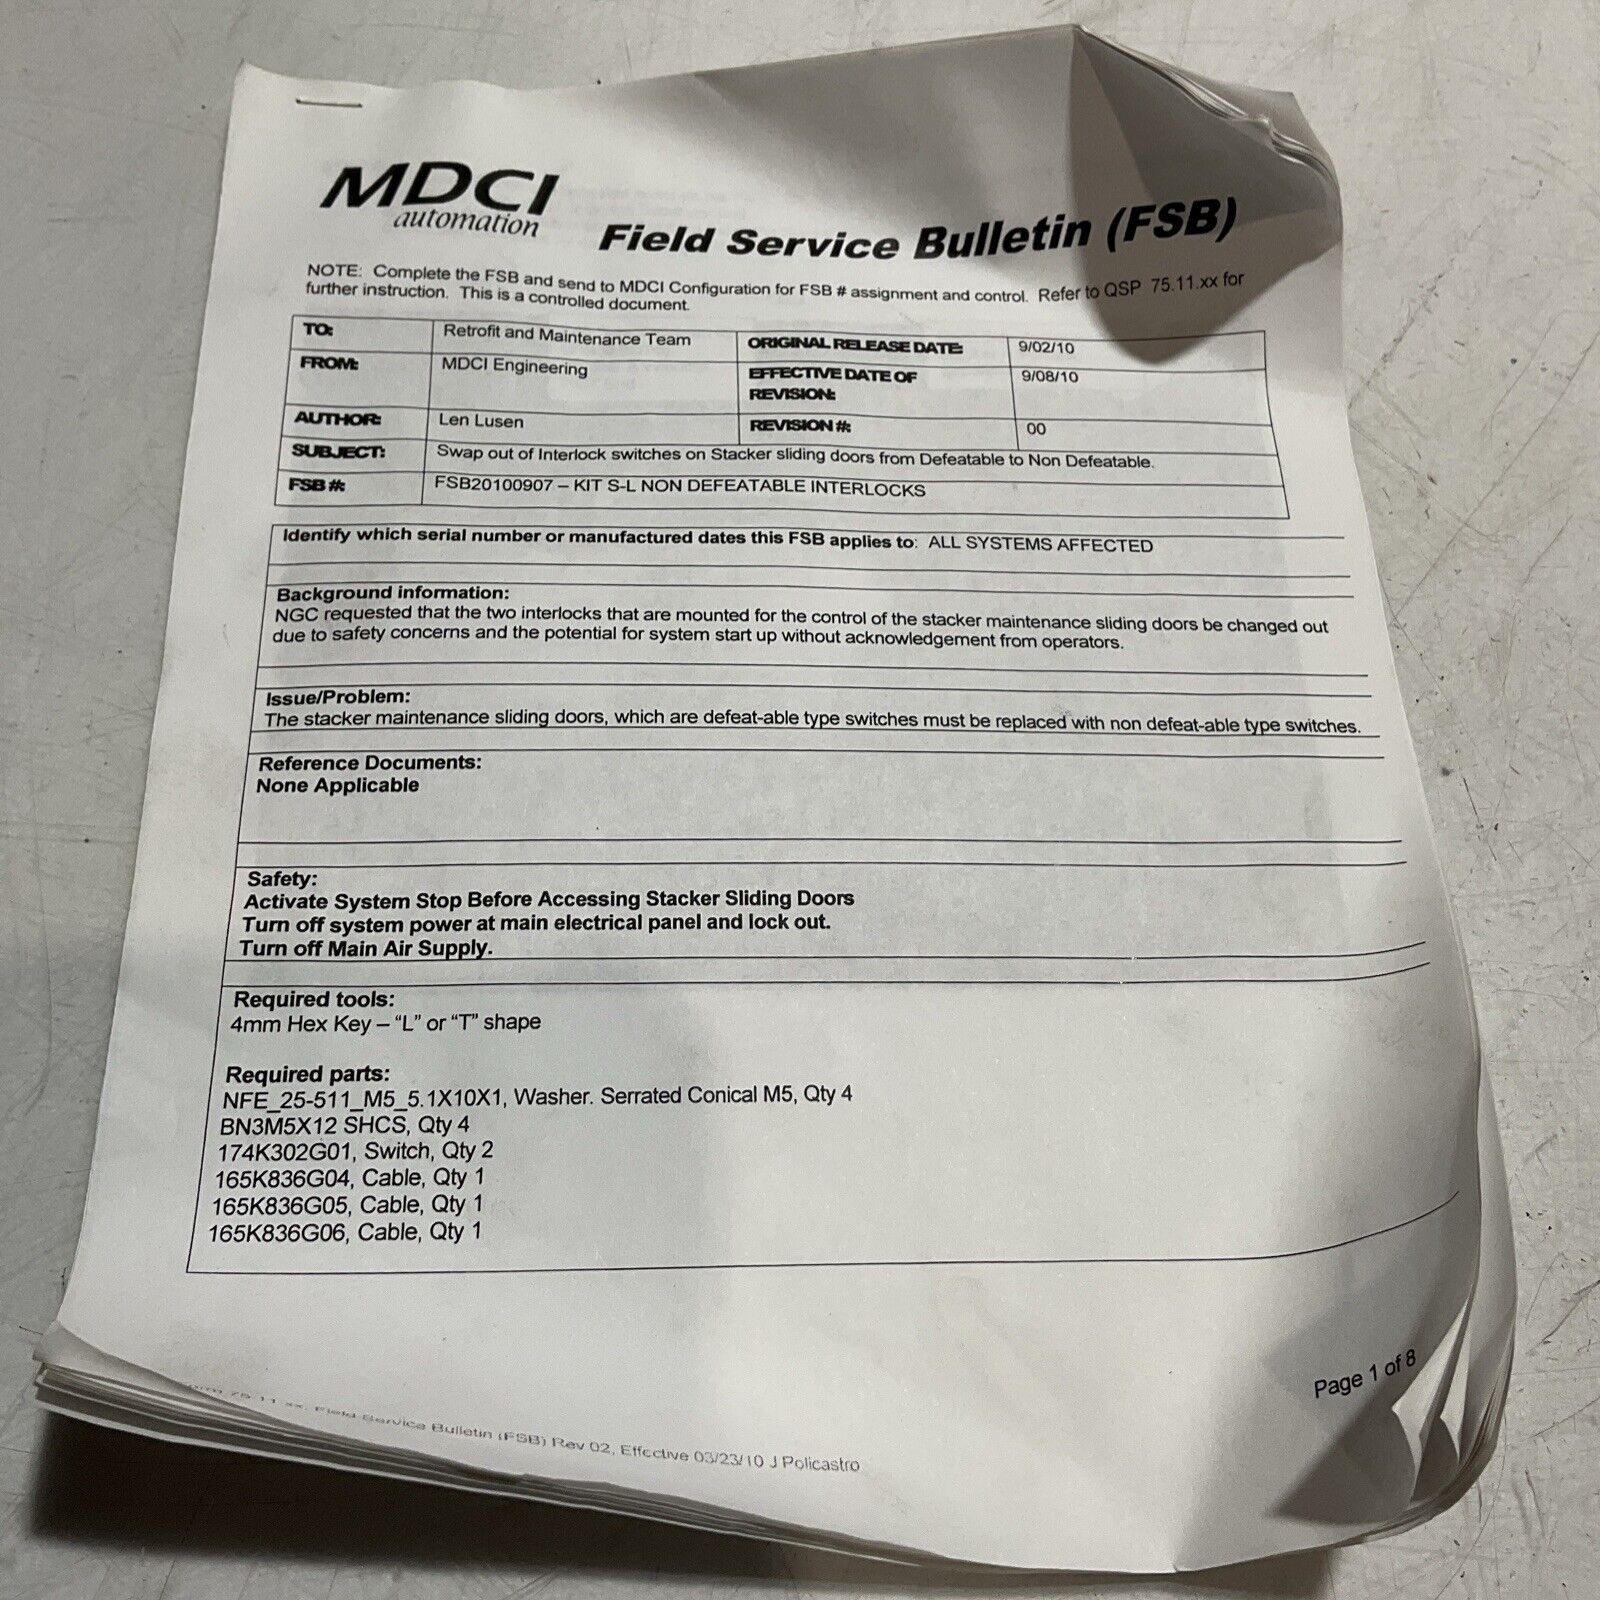 MDCI
automation
Field Service Bulletin (FSB)
NOTE: Complete the FSB and send to MDCI Configuration for FSB # assignment and control. Refer to QSP 75.11.xx for
further instruction. This is a controlled document.
TO: Retrofit and Maintenance Team ORIGINAL RELEASE DATE: 9/02/10
FROM: MDCI Engineering EFFECTIVE DATE OF REVISION: 9/08/10
AUTHOR: Len Lusen REVISION #: 00
SUBJECT: Swap out of Interlock switches on Stacker sliding doors from Defeatable to Non Defeatable.
FSB #: FSB20100907 – KIT S-L NON DEFEATABLE INTERLOCKS
Identify which serial number or manufactured dates this FSB applies to: ALL SYSTEMS AFFECTED
Background information:
NGC requested that the two interlocks that are mounted for the control of the stacker maintenance sliding doors be changed out
due to safety concerns and the potential for system start up without acknowledgement from operators.
Issue/Problem:
The stacker maintenance sliding doors, which are defeat-able type switches must be replaced with non defeat-able type switches.
Reference Documents:
None Applicable
Safety:
Activate System Stop Before Accessing Stacker Sliding Doors
Turn off system power at main electrical panel and lock out.
Turn off Main Air Supply.
Required tools:
4mm Hex Key – “L” or “T” shape
Required parts:
NFE_25-511_M5_5.1X10X1, Washer. Serrated Conical M5, Qty 4
BN3M5X12 SHCS, Qty 4
174K302G01, Switch, Qty 2
165K836G04, Cable, Qty 1
165K836G05, Cable, Qty 1
165K836G06, Cable, Qty 1
Page 1 of 8
75-11 xx, Field Service Bulletin (FSB) Rev 02, Effective 03/23/10 J Policastro